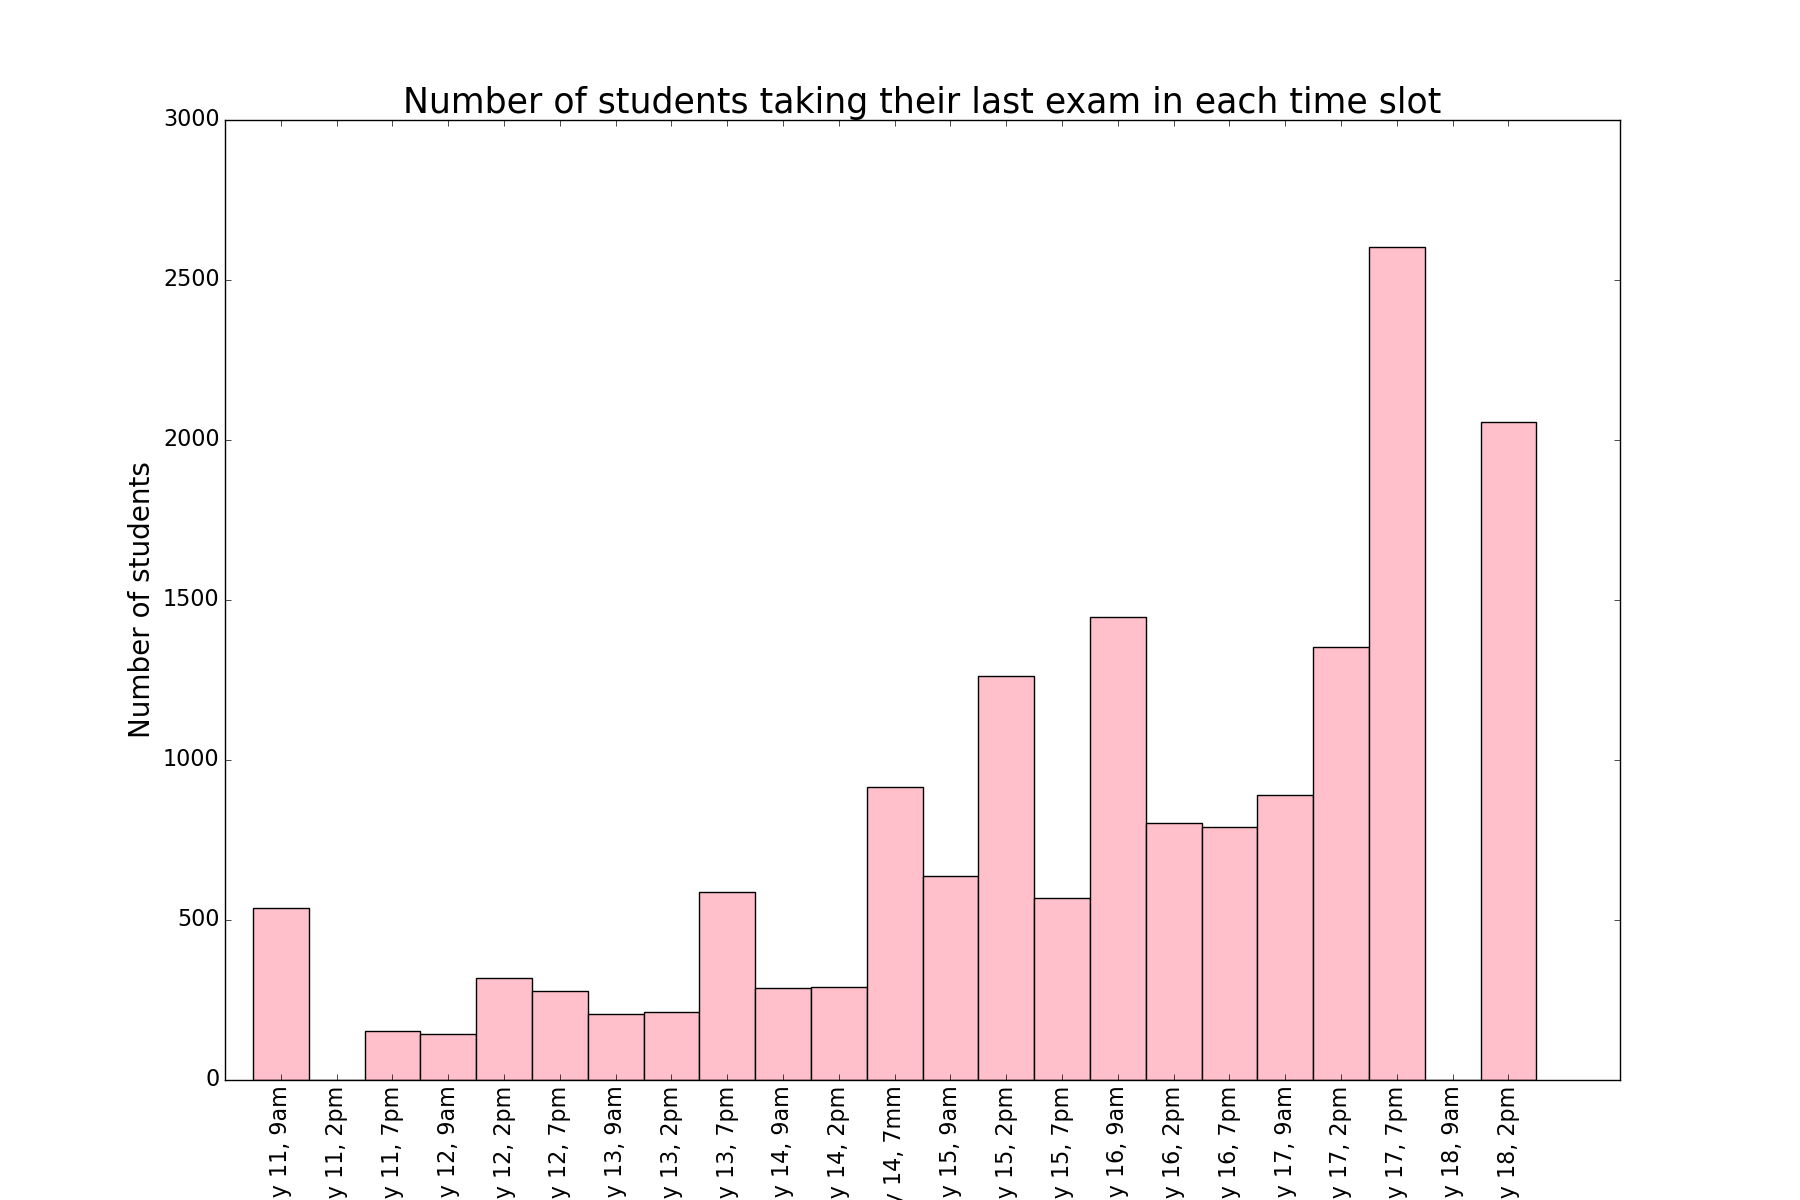 Number of students taking their last exam in each time slot
3000
2500
2000
1500
1000
500
0
Number of students
y 11, 9am
y 11, 2pm
y 11, 7pm
y 12, 9am
y 12, 2pm
y 12, 7pm
y 13, 9am
y 13, 2pm
y 13, 7pm
y 14, 9am
y 14, 2pm
y 14, 7mm
y 15, 9am
y 15, 2pm
y 15, 7pm
y 16, 9am
y 16, 2pm
y 16, 7pm
y 17, 9am
y 17, 2pm
y 17, 7pm
y 18, 9am
y 18, 2pm